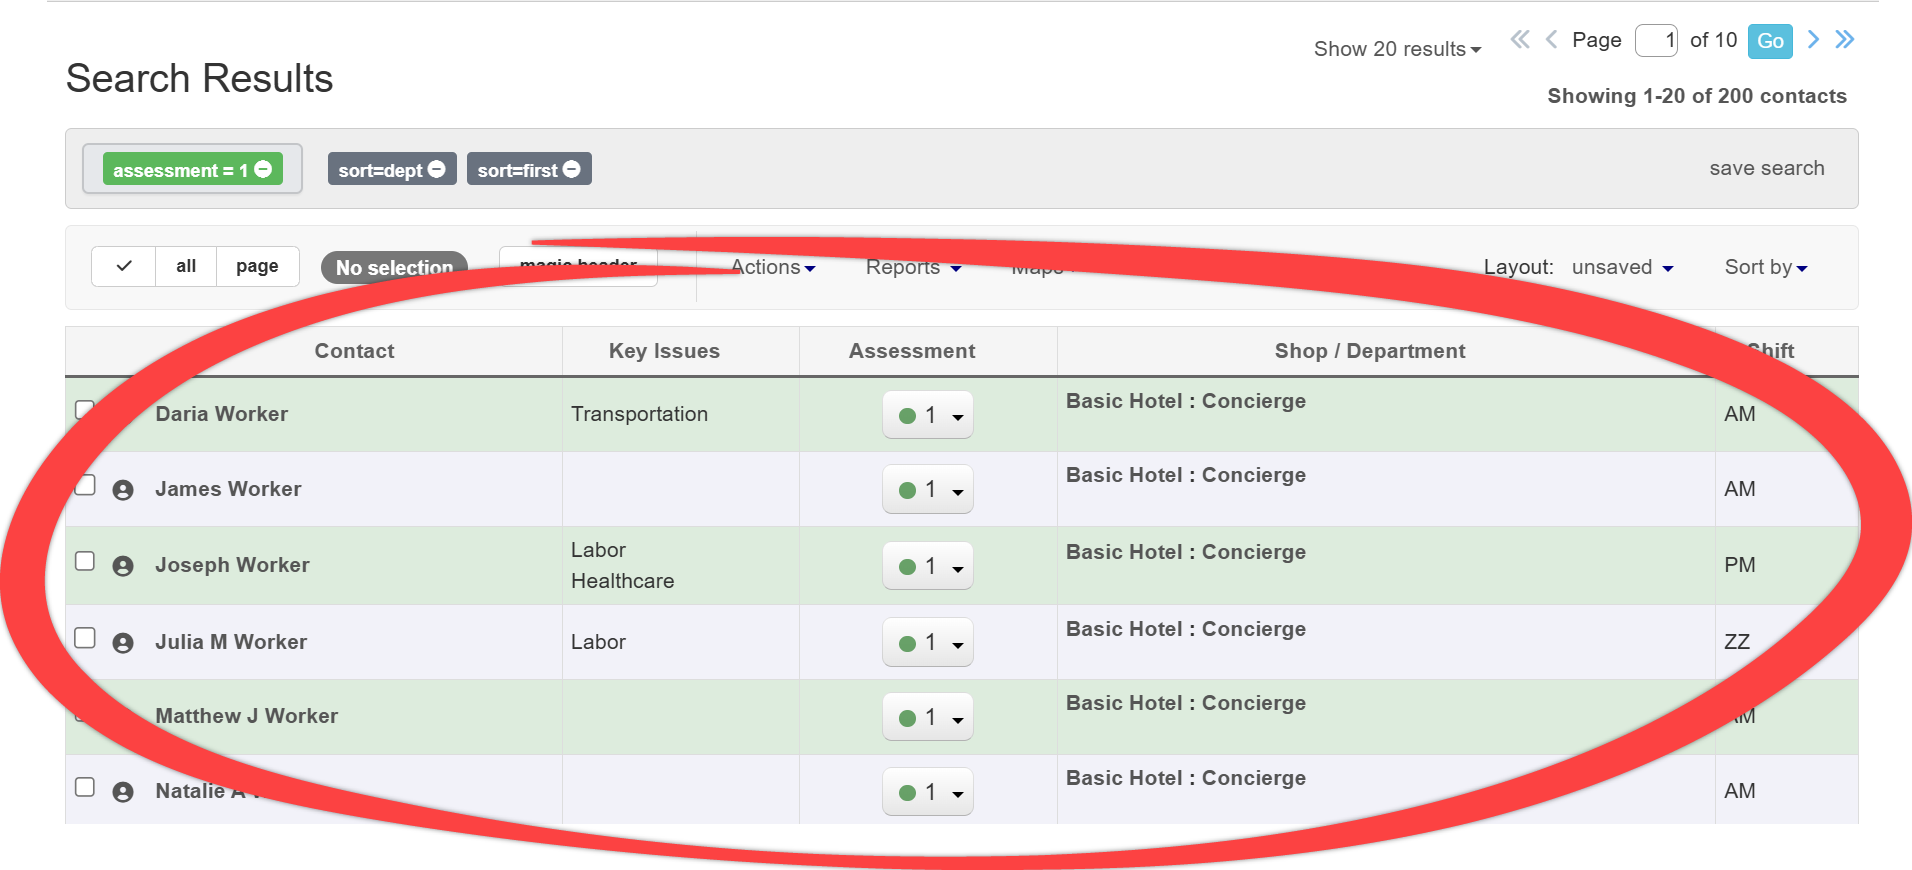 Show 20 results
Page 1 of 10 Go
Search Results
Showing 1-20 of 200 contacts
assessment = 1 sort=dept sort=first save search
all page No selection magic header Actions Reports Maps Layout: unsaved Sort by
Contact Key Issues Assessment Shop / Department Shift
Daria Worker Transportation 1 Basic Hotel : Concierge AM
James Worker 1 Basic Hotel : Concierge AM
Joseph Worker Labor Healthcare 1 Basic Hotel : Concierge PM
Julia M Worker Labor 1 Basic Hotel : Concierge ZZ
Matthew J Worker 1 Basic Hotel : Concierge AM
Natalie A 1 Basic Hotel : Concierge AM